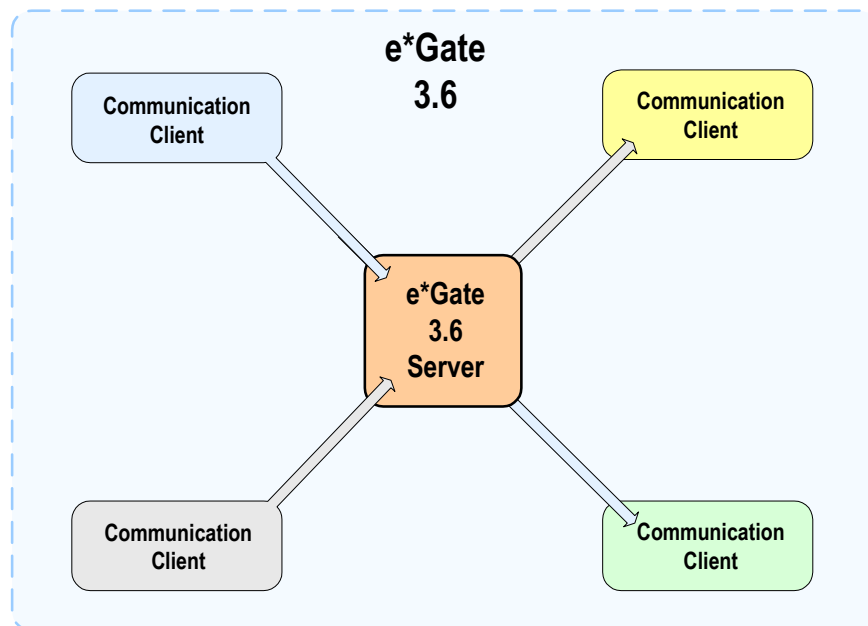 e*Gate
3.6
Communication
Client
Communication
Client
e*Gate
3.6
Server
Communication
Client
Communication
Client